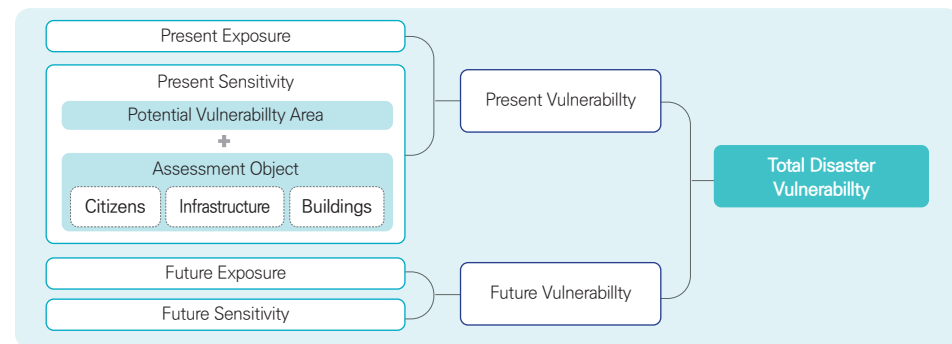 Present Exposure
Present Sensitivity
Potential Vulnerabillty Area
+
Assessment Object
Citizens
Infrastructure
Buildings
Present Vulnerabillty
Total Disaster
Vulnerabillty
Future Exposure
Future Sensitivity
Future Vulnerabillty